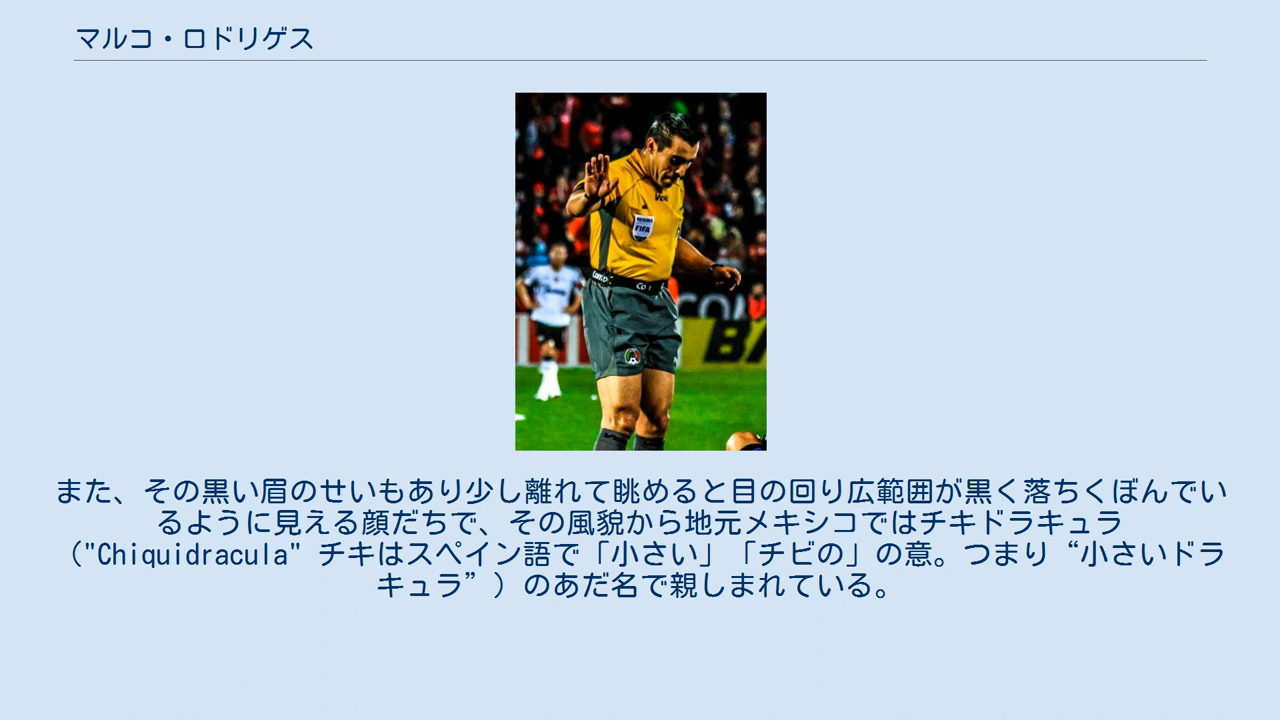 マルコ・ロドリゲス
REFEREE
FIFA
BA
また、その黒い眉のせいもあり少し離れて眺めると目の回り広範囲が黒く落ちくぼんでい
るように見える顔だちで、その風貌から地元メキシコではチキドラキュラ
("Chiquidracula" チキはスペイン語で「小さい」「チビの」の意。つまり“小さいドラ
キュラ”）のあだ名で親しまれている。